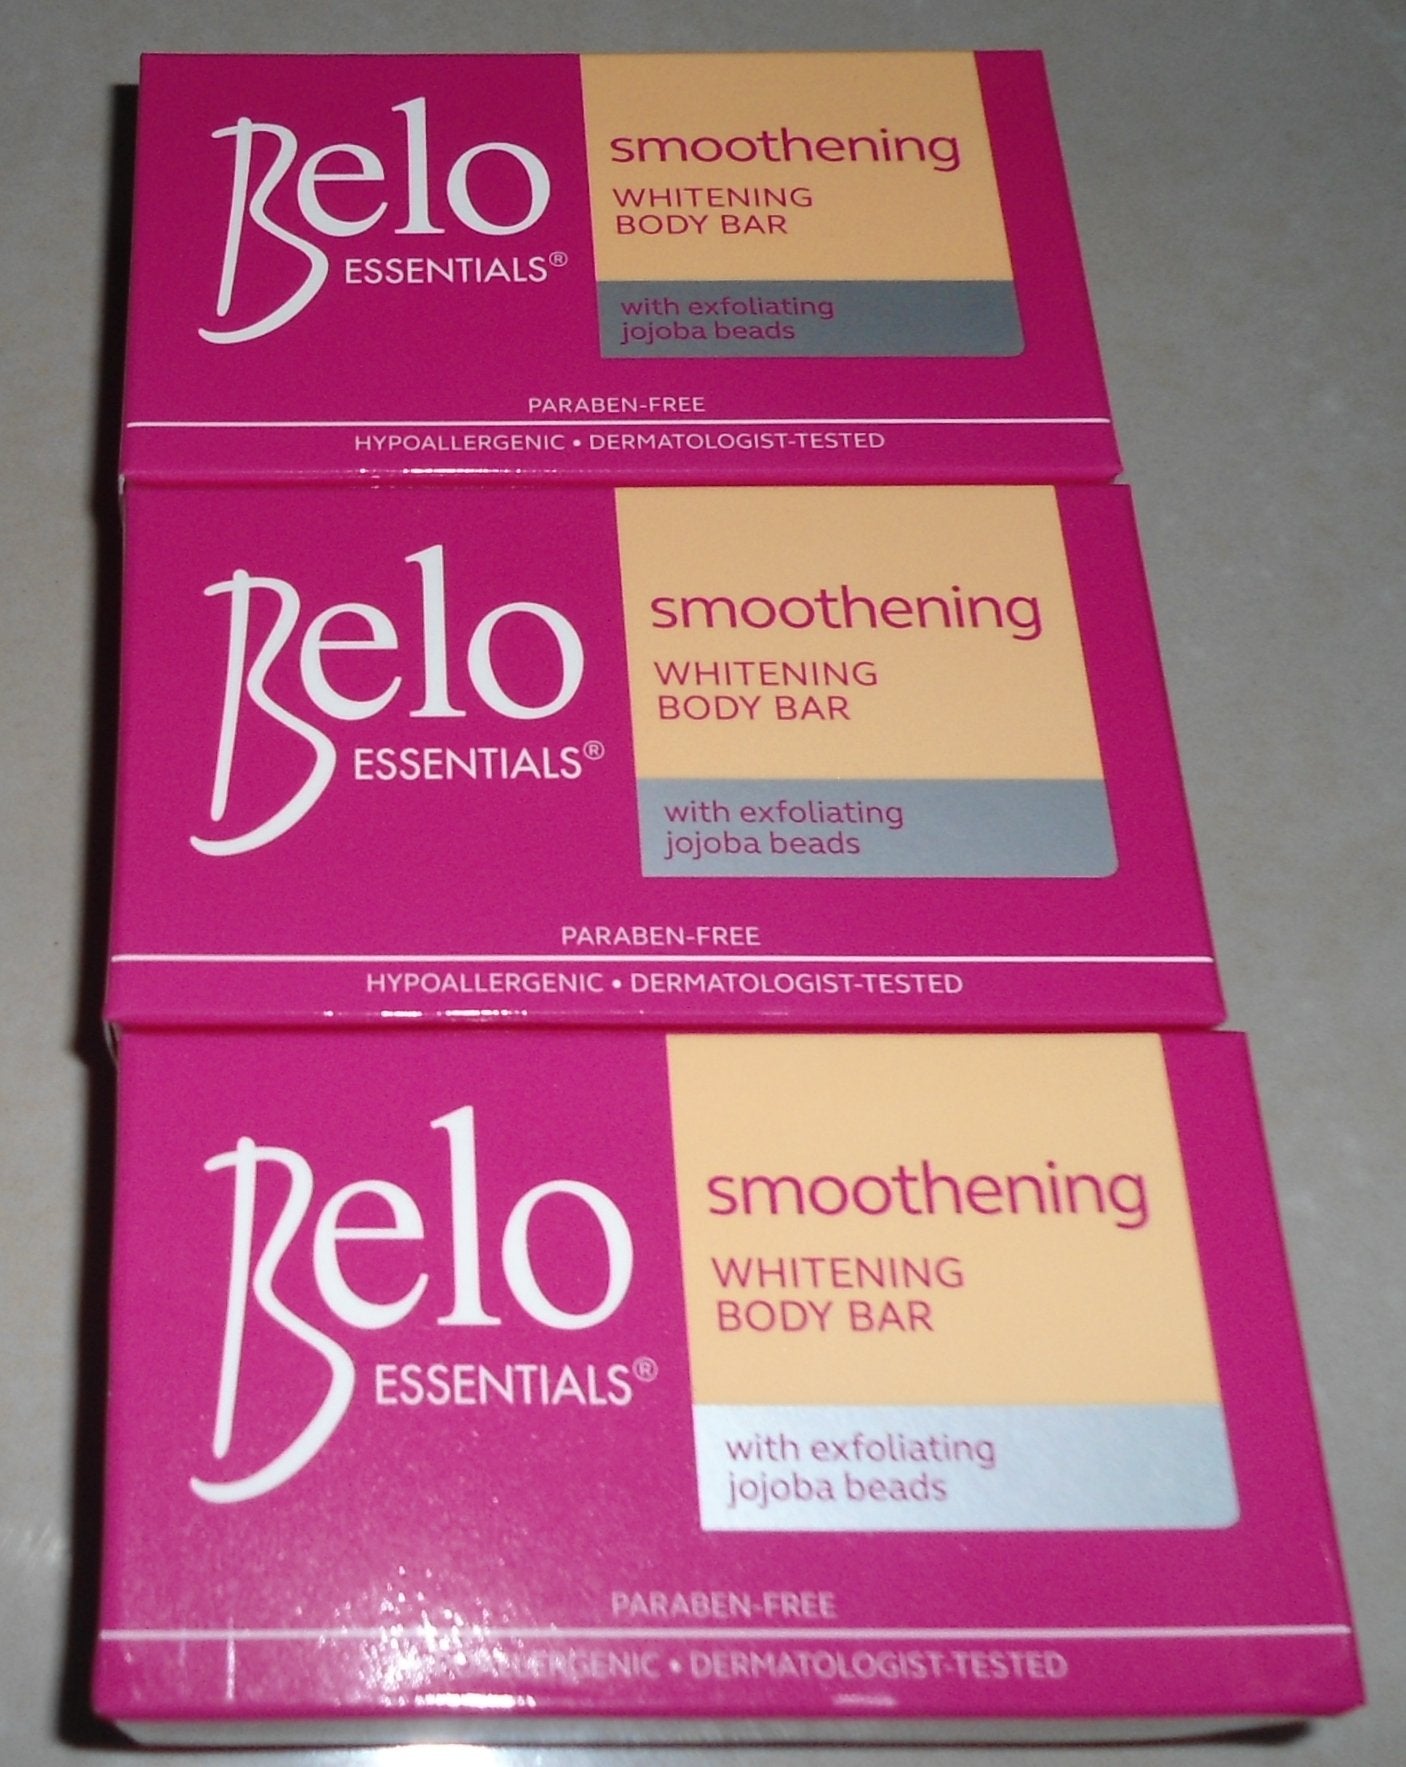 Belo
ESSENTIALS®
smoothening
WHITENING
BODY BAR
with exfoliating
jojoba beads
PARABEN-FREE
HYPOALLERGENIC • DERMATOLOGIST-TESTED
Belo
ESSENTIALS®
smoothening
WHITENING
BODY BAR
with exfoliating
jojoba beads
PARABEN-FREE
HYPOALLERGENIC • DERMATOLOGIST-TESTED
Belo
ESSENTIALS®
smoothening
WHITENING
BODY BAR
with exfoliating
jojoba beads
PARABEN-FREE
HYPOALLERGENIC • DERMATOLOGIST-TESTED